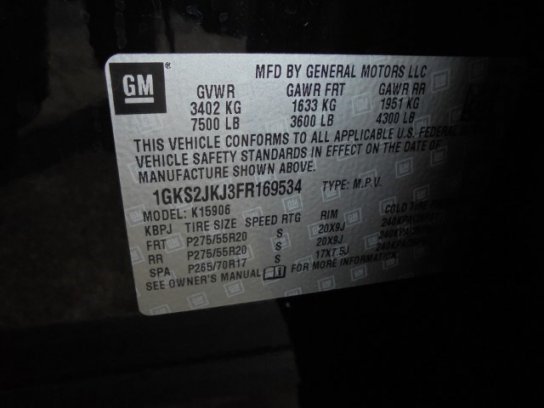 GM
MFD BY GENERAL MOTORS LLC
GVWR GAWR FRT GAWR RR
3402 KG 1633 KG 1951 KG
7500 LB 3600 LB 4300 LB
THIS VEHICLE CONFORMS TO ALL APPLICABLE U.S. FEDERAL
VEHICLE SAFETY STANDARDS IN EFFECT ON THE DATE OF
MANUFACTURE SHOWN ABOVE.
1GKS2JKJ3FR169534 TYPE: M.P.V.
MODEL: K15906
KBPJ TIRE SIZE SPEED RTG RIM COLD TIRE
FRT P275/55R20 S 20X9J
RR P275/55R20 S 20X9J
SPA P265/70R17 S 17X7.5J
SEE OWNER'S MANUAL FOR MORE INFORMATION